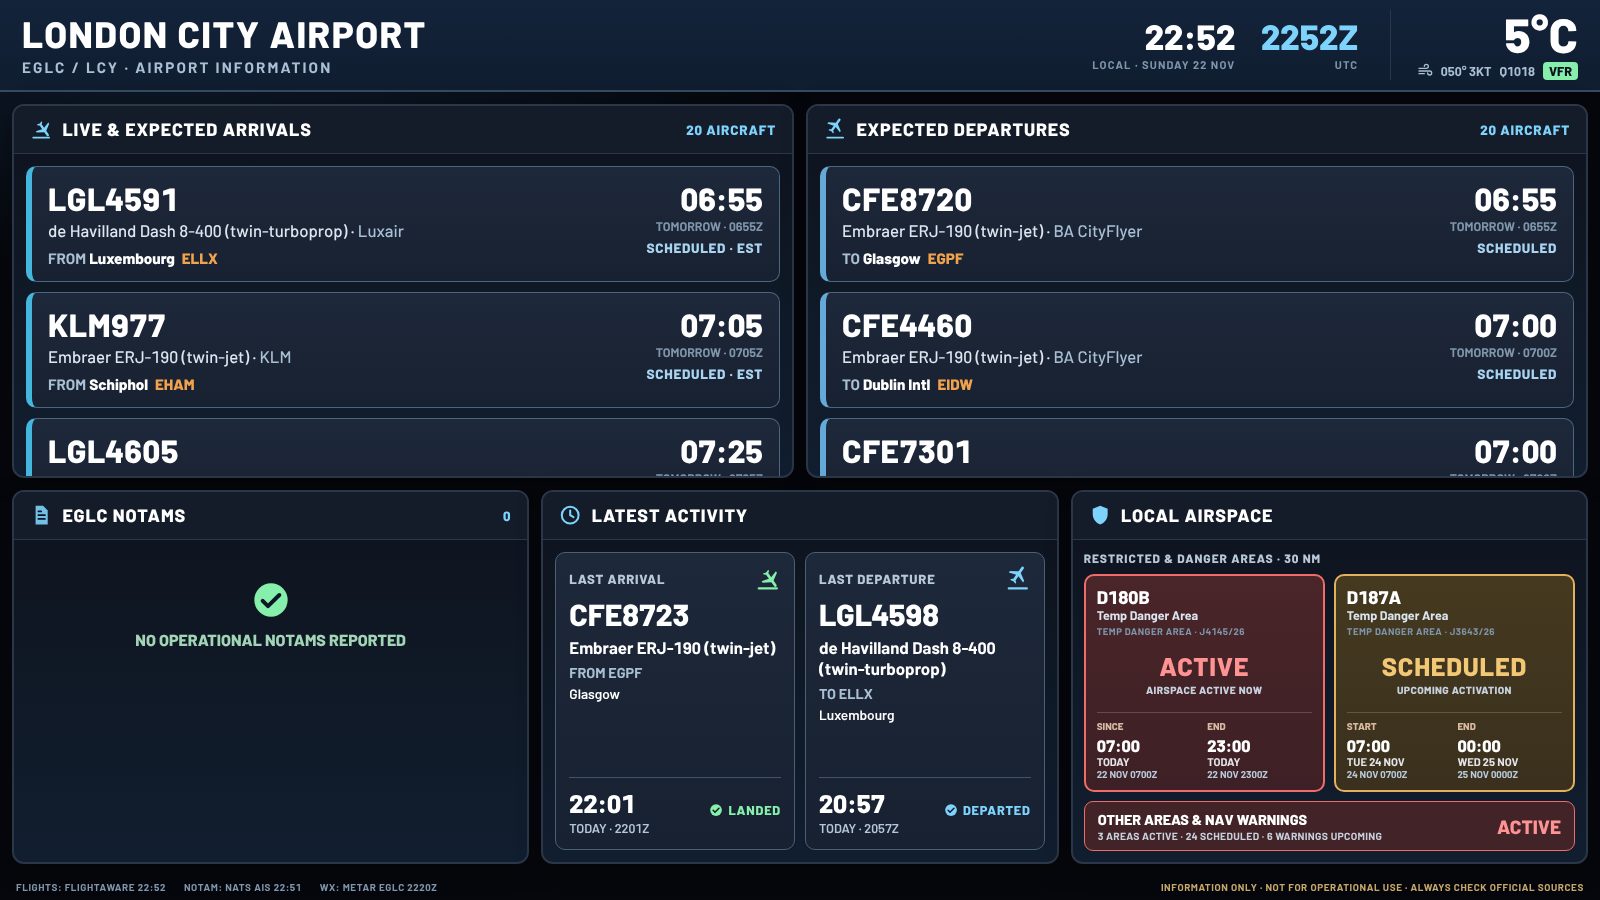 LONDON CITY AIRPORT
EGLC / LCY · AIRPORT INFORMATION
22:52
LOCAL · SUNDAY 22 NOV
2252Z
UTC
5°C
050° 3KT Q1018 VFR
LIVE & EXPECTED ARRIVALS
20 AIRCRAFT
LGL4591
06:55
de Havilland Dash 8-400 (twin-turboprop) · Luxair
TOMORROW · 0655Z
SCHEDULED · EST
FROM Luxembourg ELLX
KLM977
07:05
Embraer ERJ-190 (twin-jet) · KLM
TOMORROW · 0705Z
SCHEDULED · EST
FROM Schiphol EHAM
LGL4605
07:25
EXPECTED DEPARTURES
20 AIRCRAFT
CFE8720
06:55
Embraer ERJ-190 (twin-jet) · BA CityFlyer
TOMORROW · 0655Z
SCHEDULED
TO Glasgow EGPF
CFE4460
07:00
Embraer ERJ-190 (twin-jet) · BA CityFlyer
TOMORROW · 0700Z
SCHEDULED
TO Dublin Intl EIDW
CFE7301
07:00
EGLC NOTAMS
0
NO OPERATIONAL NOTAMS REPORTED
LATEST ACTIVITY
LAST ARRIVAL
CFE8723
Embraer ERJ-190 (twin-jet)
FROM EGPF
Glasgow
22:01
TODAY · 2201Z
LANDED
LAST DEPARTURE
LGL4598
de Havilland Dash 8-400
(twin-turboprop)
TO ELLX
Luxembourg
20:57
TODAY · 2057Z
DEPARTED
LOCAL AIRSPACE
RESTRICTED & DANGER AREAS · 30 NM
D180B
Temp Danger Area
TEMP DANGER AREA · J4145/26
ACTIVE
AIRSPACE ACTIVE NOW
SINCE
07:00
TODAY
22 NOV 0700Z
END
23:00
TODAY
22 NOV 2300Z
D187A
Temp Danger Area
TEMP DANGER AREA · J3643/26
SCHEDULED
UPCOMING ACTIVATION
START
07:00
TUE 24 NOV
24 NOV 0700Z
END
00:00
WED 25 NOV
25 NOV 0000Z
OTHER AREAS & NAV WARNINGS
3 AREAS ACTIVE · 24 SCHEDULED · 6 WARNINGS UPCOMING
ACTIVE
FLIGHTS: FLIGHTAWARE 22:52 NOTAM: NATS AIS 22:51 WX: METAR EGLC 2220Z
INFORMATION ONLY · NOT FOR OPERATIONAL USE · ALWAYS CHECK OFFICIAL SOURCES